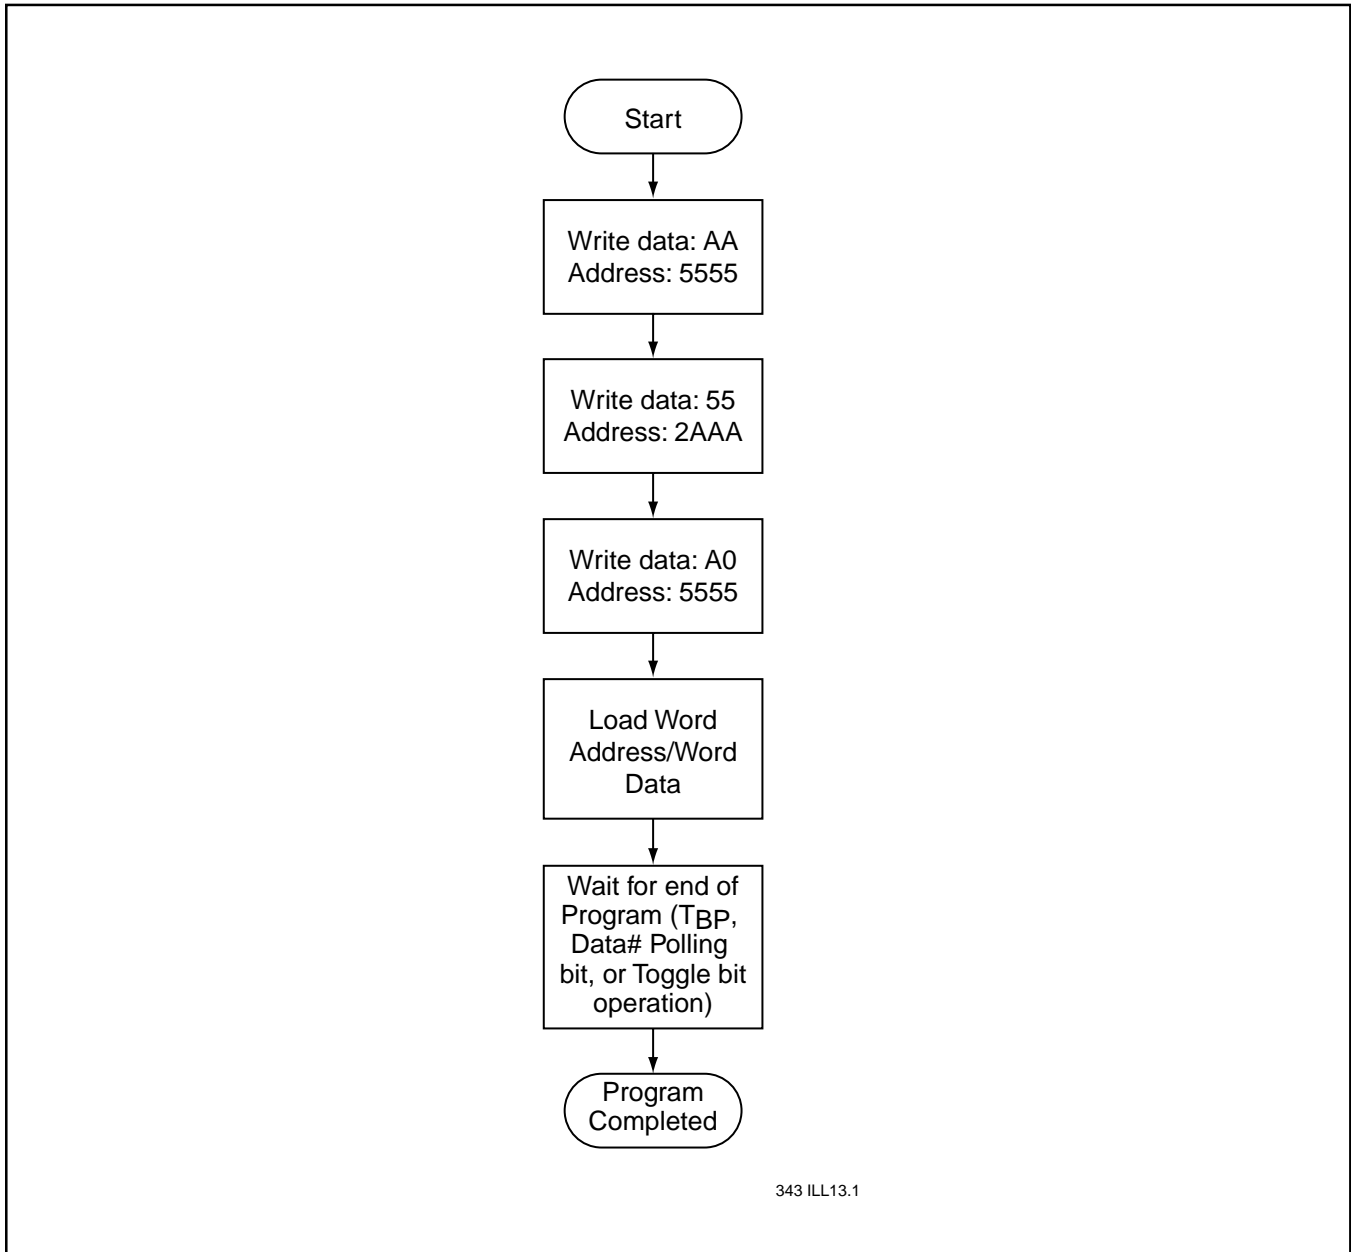 Start
Write data: AA
Address: 5555
Write data: 55
Address: 2AAA
Write data: A0
Address: 5555
Load Word
Address/Word
Data
Wait for end of
Program (TBP,
Data# Polling
bit, or Toggle bit
operation)
Program
Completed
343 ILL13.1